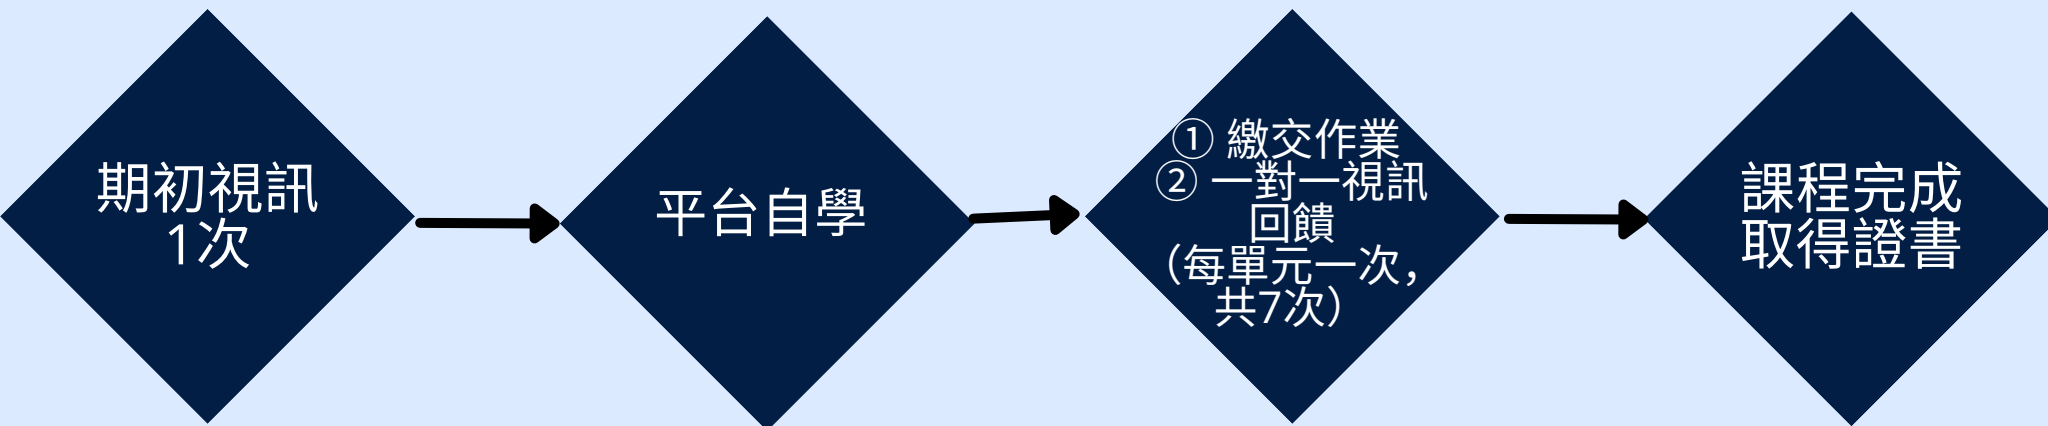 期初視訊
1次
平台自學
① 繳交作業
② 一對一視訊
回饋
（每單元一次，
共7次）
課程完成
取得證書